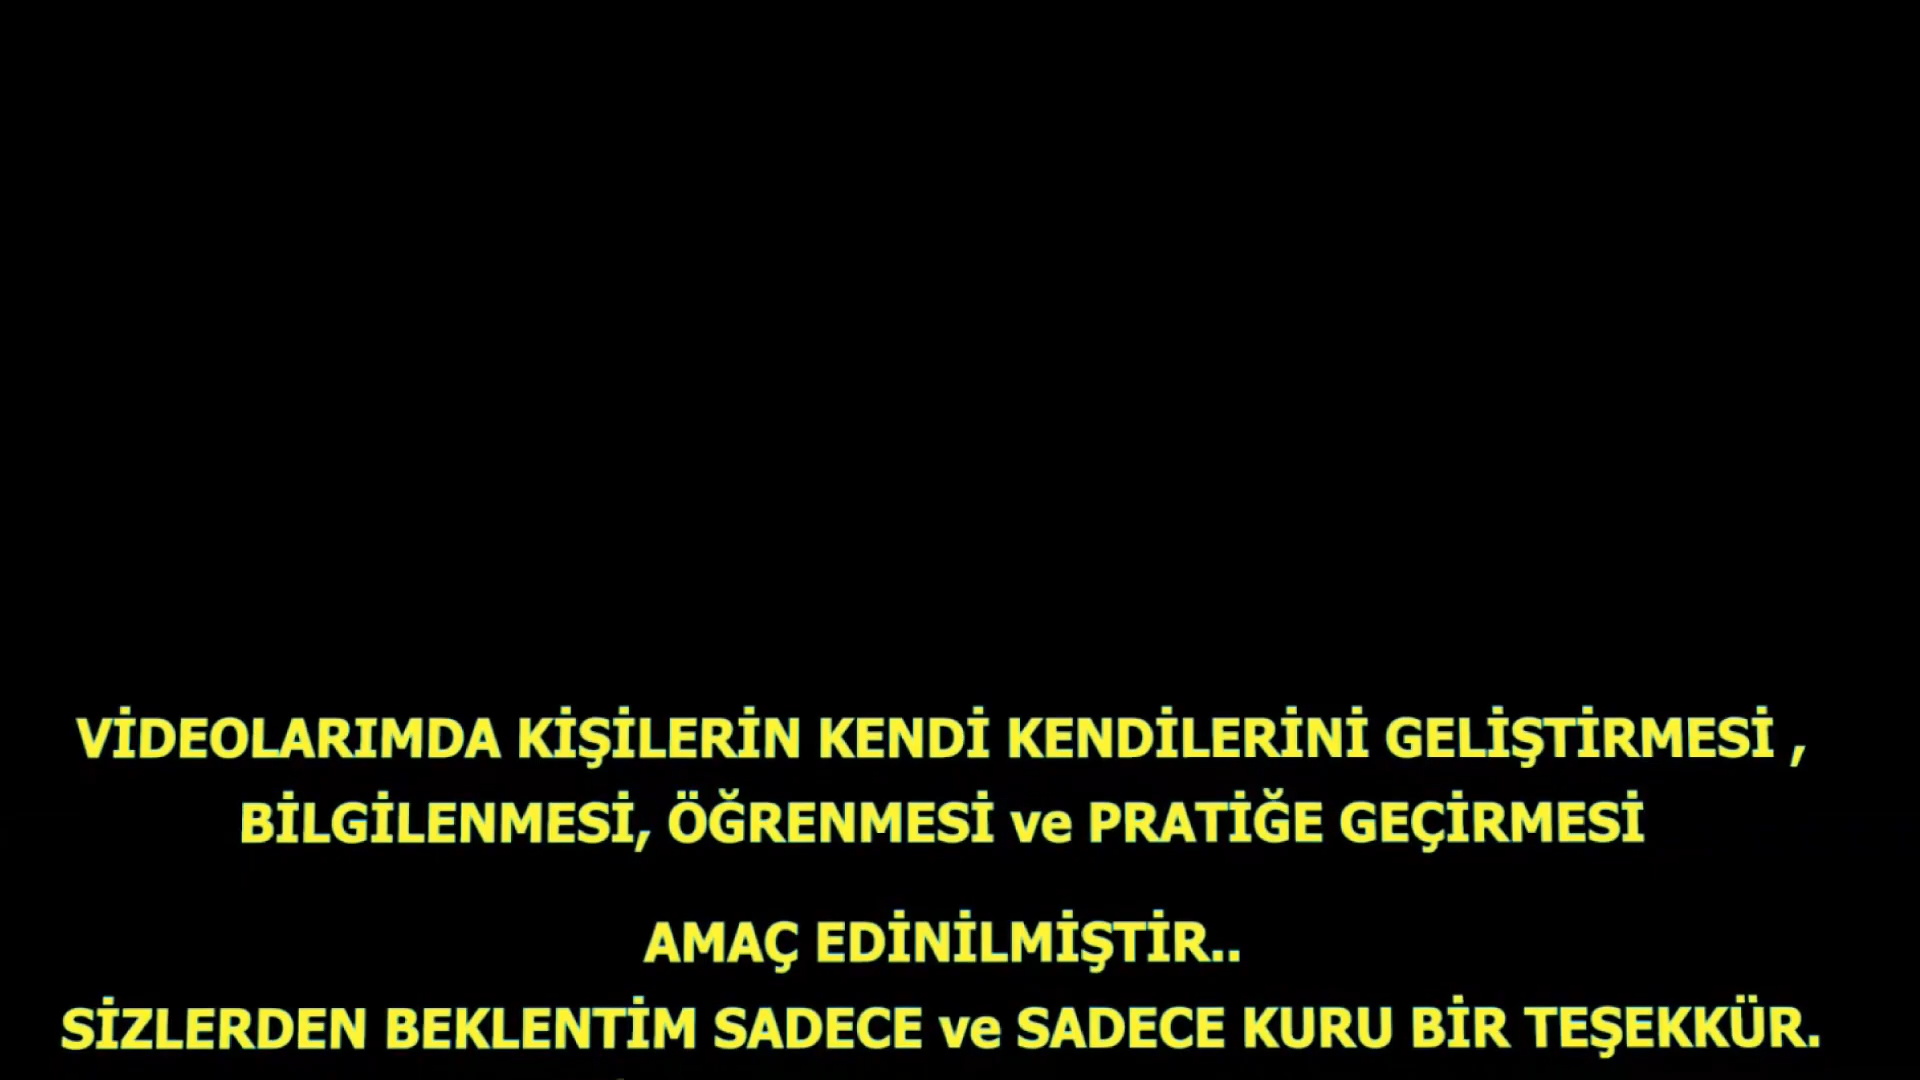 VİDEOLARIMDA KİŞİLERİN KENDİ KENDİLERİNİ GELİŞTİRMESİ ,
BİLGİLENMESİ, ÖĞRENMESİ ve PRATİĞE GEÇİRMESİ
AMAÇ EDİNİLMİŞTİR..
SİZLERDEN BEKLENTİM SADECE ve SADECE KURU BİR TEŞEKKÜR.